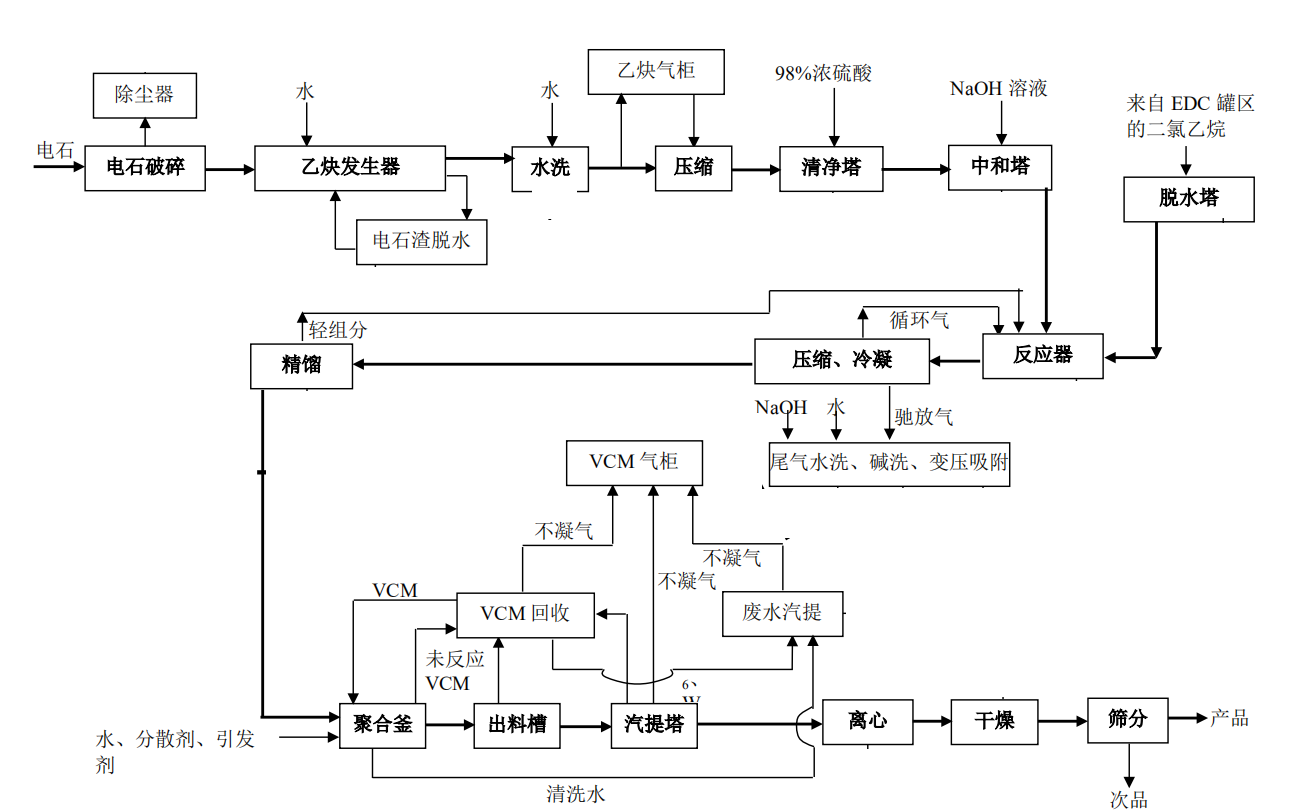 乙炔气柜
98%浓硫酸
除尘器
水
水
NaOH 溶液
来自 EDC 罐区
的二氯乙烷
电石
电石破碎
乙炔发生器
水洗
压缩
清净塔
中和塔
脱水塔
电石渣脱水
轻组分
循环气
精馏
压缩、冷凝
反应器
NaOH
水
驰放气
VCM 气柜
尾气水洗、碱洗、变压吸附
不凝气
不凝气
不凝气
VCM
VCM 回收
废水汽提
未反应
VCM
6、
聚合釜
出料槽
汽提塔
离心
干燥
筛分
产品
水、分散剂、引发
剂
清洗水
次品